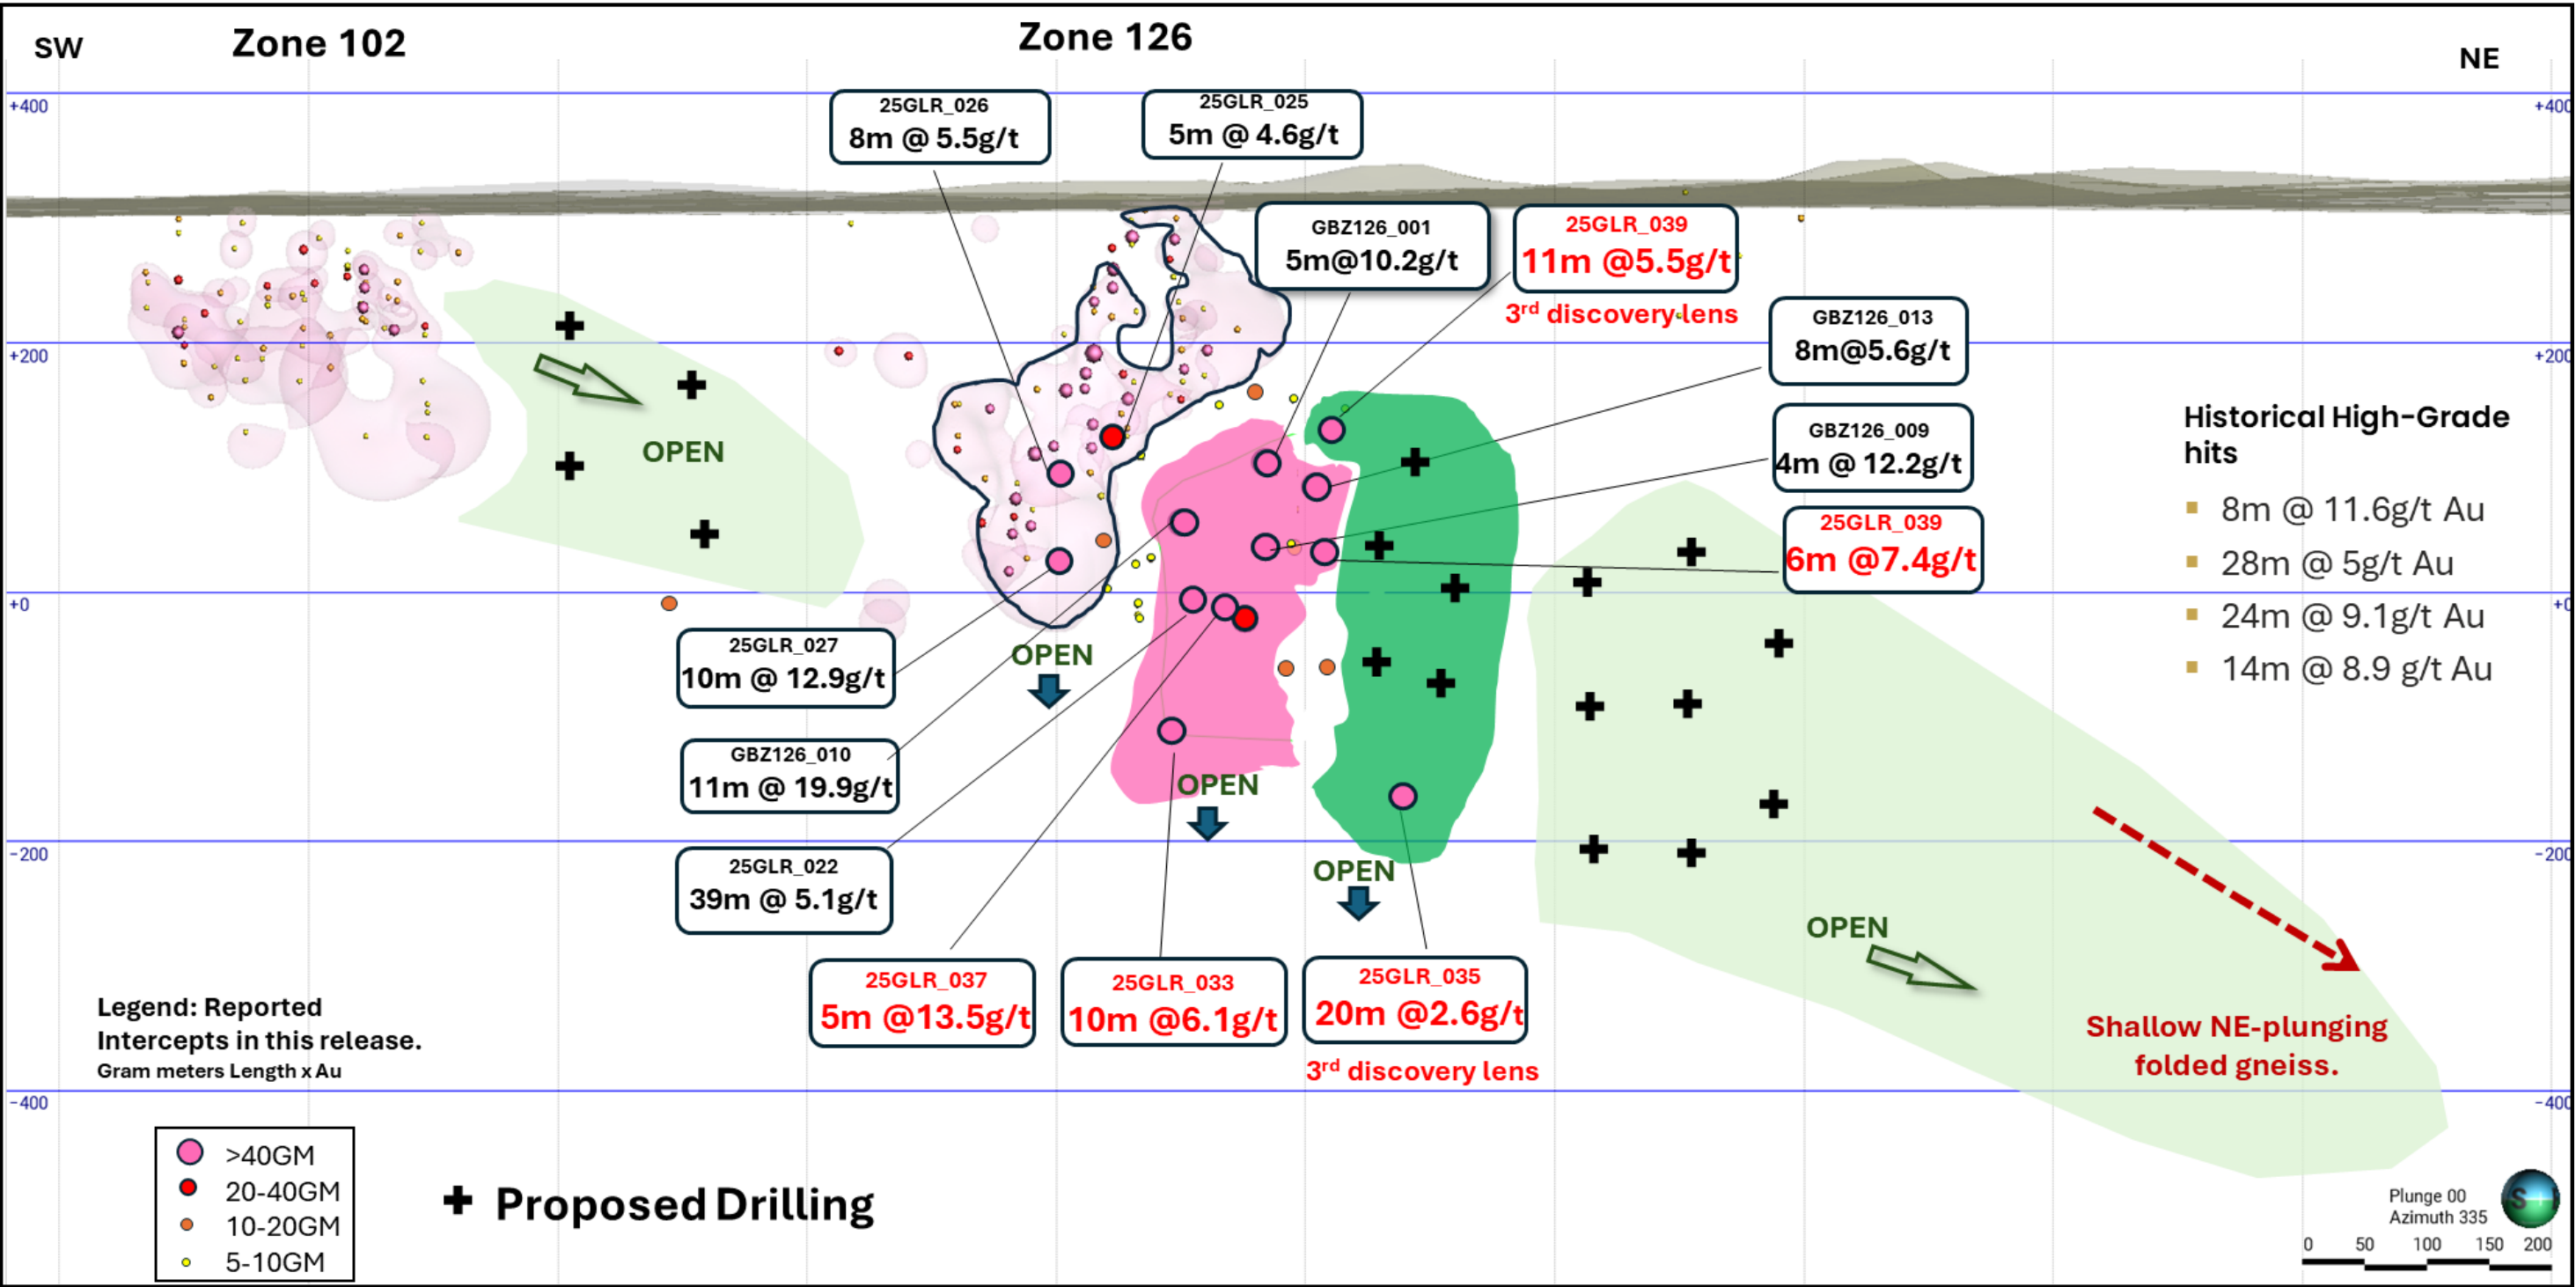 SW
Zone 102
Zone 126
NE
+400
+400
25GLR_026
8m @ 5.5g/t
25GLR_025
5m @ 4.6g/t
GBZ126_001
5m@10.2g/t
25GLR_039
11m @5.5g/t
3rd discovery lens
GBZ126_013
8m@5.6g/t
+200
+200
GBZ126_009
4m @ 12.2g/t
Historical High-Grade
hits
8m @ 11.6g/t Au
28m @ 5g/t Au
24m @ 9.1g/t Au
14m @ 8.9 g/t Au
OPEN
25GLR_039
6m @7.4g/t
+0
+0
25GLR_027
10m @ 12.9g/t
OPEN
GBZ126_010
11m @ 19.9g/t
OPEN
-200
-200
25GLR_022
39m @ 5.1g/t
OPEN
OPEN
25GLR_037
5m @13.5g/t
25GLR_033
10m @6.1g/t
25GLR_035
20m @2.6g/t
3rd discovery lens
Shallow NE-plunging
folded gneiss.
Legend: Reported
Intercepts in this release.
Gram meters Length x Au
-400
-400
>40GM
20-40GM
10-20GM
5-10GM
Proposed Drilling
Plunge 00
Azimuth 335
S
0 50 100 150 200